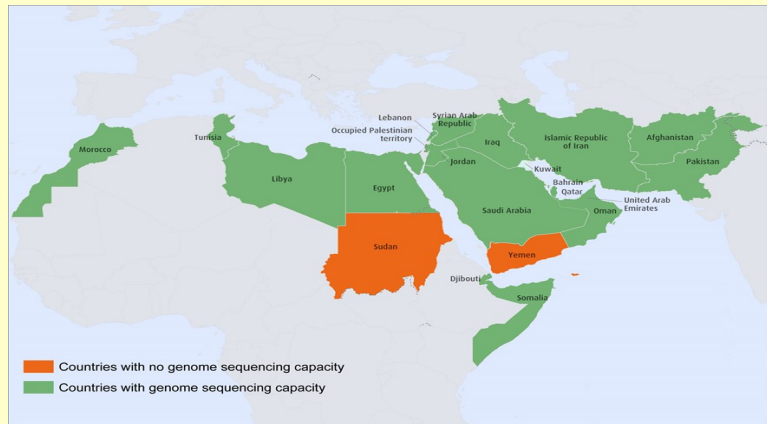 Lebanon
Syrian Arab
Republic
Occupied Palestinian
territory
Tunisia
Morocco
Iraq
Islamic Republic
of Iran
Afghanistan
Jordan
Pakistan
Kuwait
Libya
Egypt
Bahrain
Qatar
United Arab
Emirates
Saudi Arabia
Oman
Sudan
Yemen
Djibouti
Somalia
Countries with no genome sequencing capacity
Countries with genome sequencing capacity